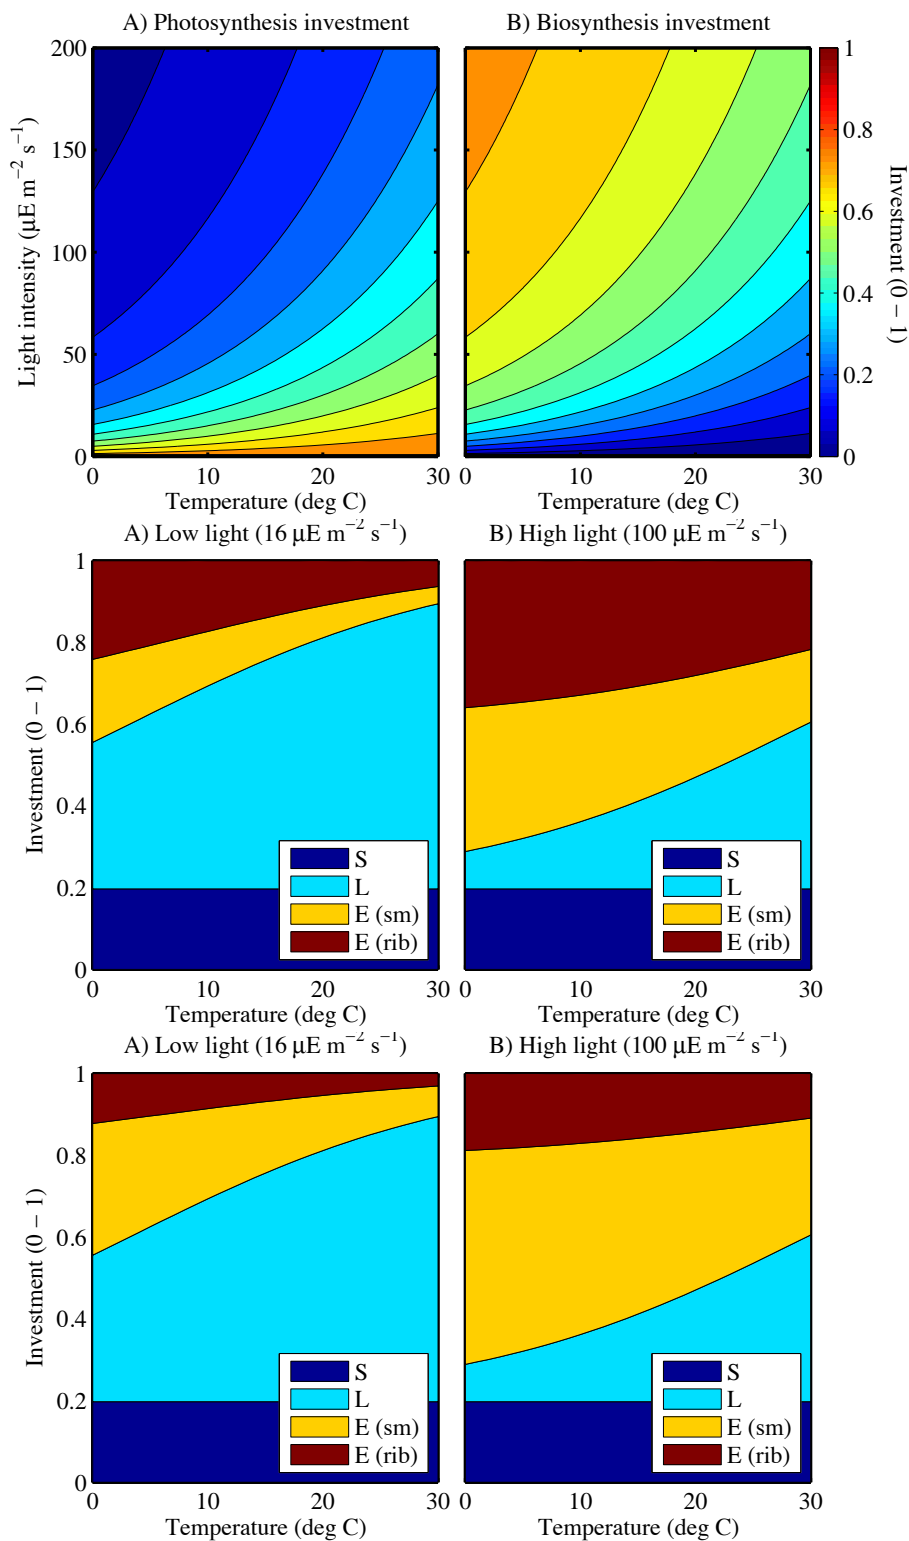 A) Photosynthesis investment
B) Biosynthesis investment
200
150
100
50
0
Light intensity (μE m−2 s−1)
0 10 20 30
Temperature (deg C)
0 10 20 30
Temperature (deg C)
1
0.8
0.6
0.4
0.2
0
Investment (0 − 1)
A) Low light (16 μE m−2 s−1)
B) High light (100 μE m−2 s−1)
1
0.8
0.6
0.4
0.2
0
Investment (0 − 1)
S
L
E (sm)
E (rib)
0 10 20 30
Temperature (deg C)
S
L
E (sm)
E (rib)
0 10 20 30
Temperature (deg C)
A) Low light (16 μE m−2 s−1)
B) High light (100 μE m−2 s−1)
1
0.8
0.6
0.4
0.2
0
Investment (0 − 1)
S
L
E (sm)
E (rib)
0 10 20 30
Temperature (deg C)
S
L
E (sm)
E (rib)
0 10 20 30
Temperature (deg C)